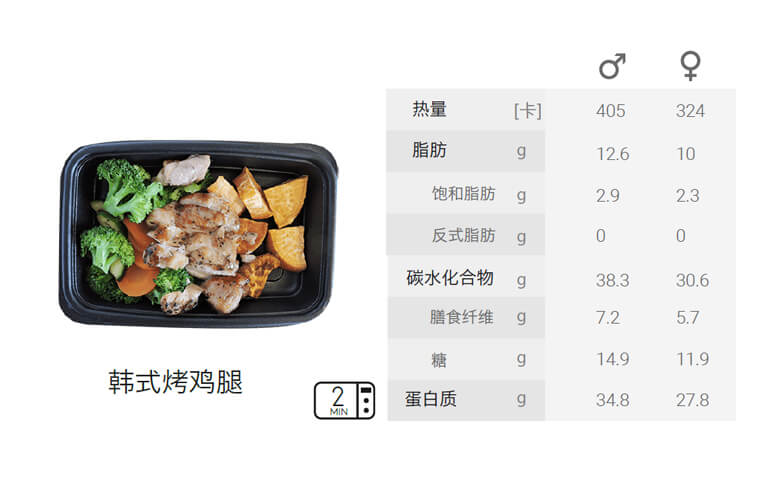 ♂ ♀
热量 [卡] 405 324
脂肪 g 12.6 10
饱和脂肪 g 2.9 2.3
反式脂肪 g 0 0
碳水化合物 g 38.3 30.6
膳食纤维 g 7.2 5.7
糖 g 14.9 11.9
蛋白质 g 34.8 27.8
韩式烤鸡腿
2
MIN